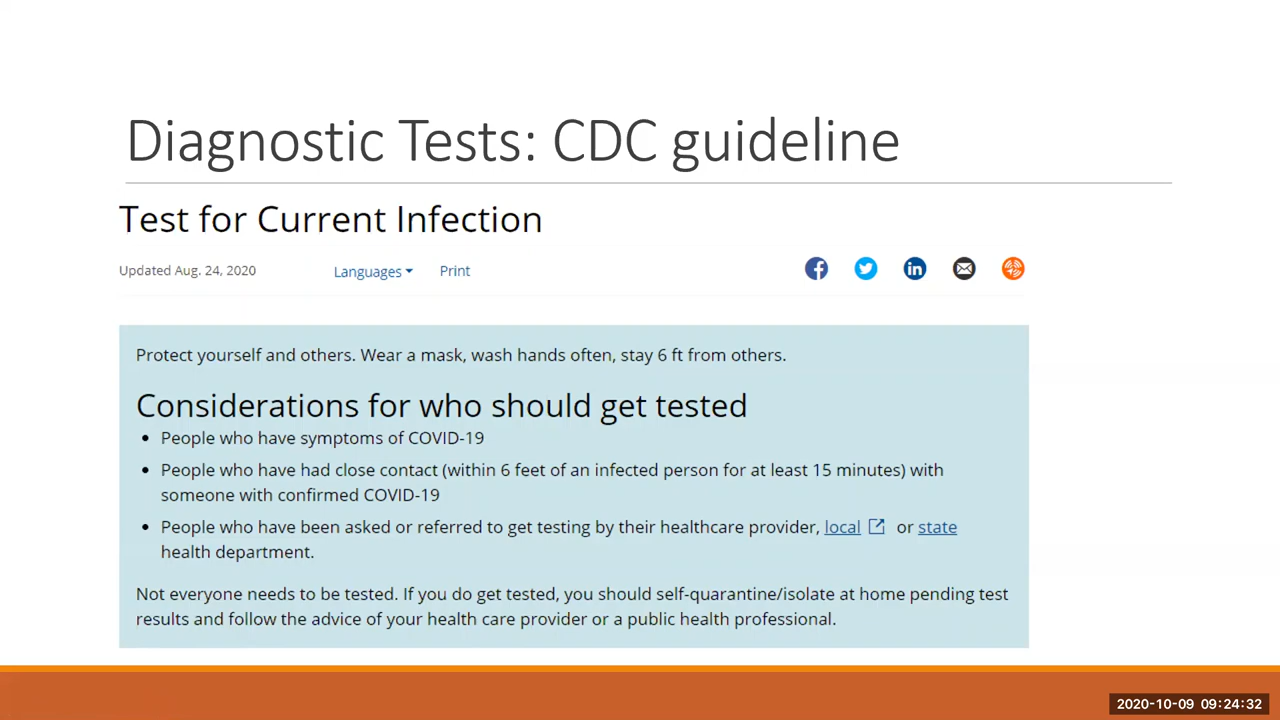 Diagnostic Tests: CDC guideline
Test for Current Infection
Updated Aug. 24, 2020 Languages Print
Protect yourself and others. Wear a mask, wash hands often, stay 6 ft from others.
Considerations for who should get tested
• People who have symptoms of COVID-19
• People who have had close contact (within 6 feet of an infected person for at least 15 minutes) with
someone with confirmed COVID-19
• People who have been asked or referred to get testing by their healthcare provider, local or state
health department.
Not everyone needs to be tested. If you do get tested, you should self-quarantine/isolate at home pending test
results and follow the advice of your health care provider or a public health professional.
2020-10-09 09:24:32